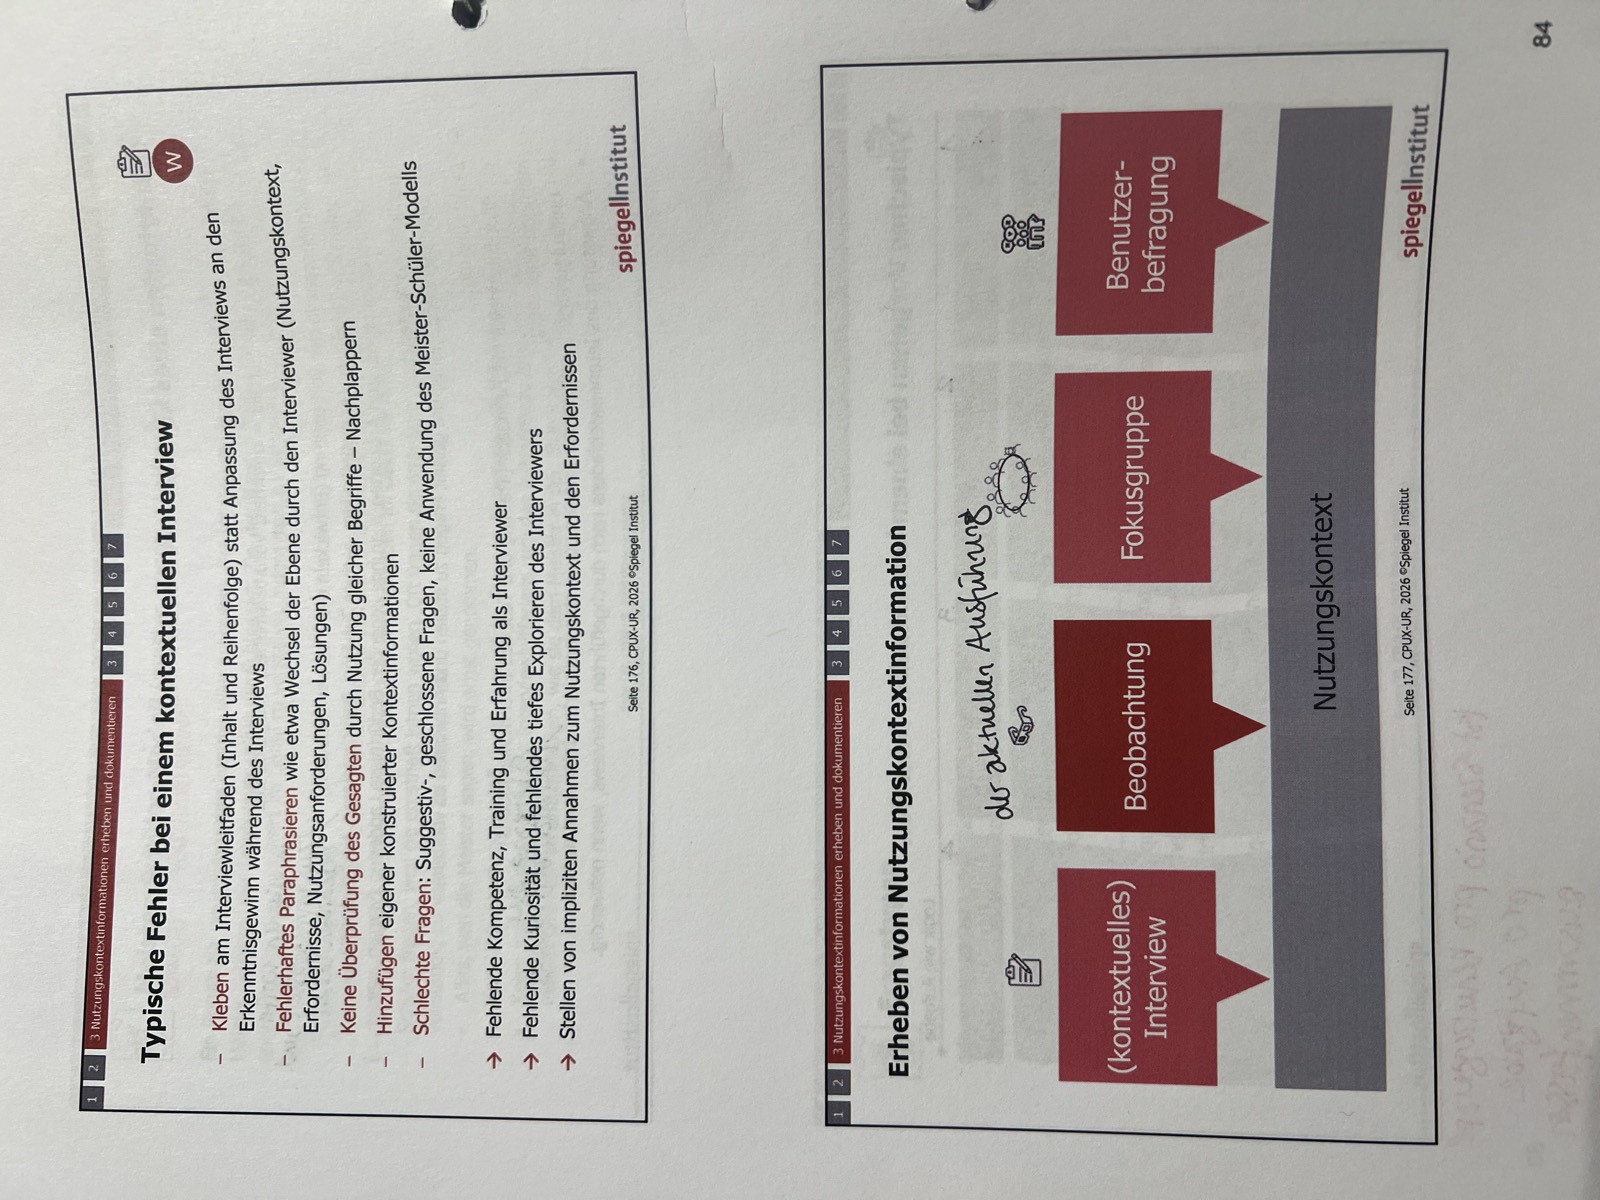 1 2 3 Nutzungskontextinformationen erheben und dokumentieren 3 4 5 6 7
Typische Fehler bei einem kontextuellen Interview
W
– Kleben am Interviewleitfaden (Inhalt und Reihenfolge) statt Anpassung des Interviews an den
Erkenntnisgewinn während des Interviews
– Fehlerhaftes Paraphrasieren wie etwa Wechsel der Ebene durch den Interviewer (Nutzungskontext,
Erfordernisse, Nutzungsanforderungen, Lösungen)
– Keine Überprüfung des Gesagten durch Nutzung gleicher Begriffe – Nachplappern
– Hinzufügen eigener konstruierter Kontextinformationen
– Schlechte Fragen: Suggestiv-, geschlossene Fragen, keine Anwendung des Meister-Schüler-Modells
→ Fehlende Kompetenz, Training und Erfahrung als Interviewer
→ Fehlende Kuriosität und fehlendes tiefes Explorieren des Interviewers
→ Stellen von impliziten Annahmen zum Nutzungskontext und den Erfordernissen
Seite 176, CPUX-UR, 2026 ©Spiegel Institut
spiegelInstitut
1 2 3 Nutzungskontextinformationen erheben und dokumentieren 3 4 5 6 7
Erheben von Nutzungskontextinformation
der aktuellen Ausführung
(kontextuelles)
Interview
Beobachtung
Fokusgruppe
Benutzer-
befragung
Nutzungskontext
Seite 177, CPUX-UR, 2026 ©Spiegel Institut
spiegelInstitut
84